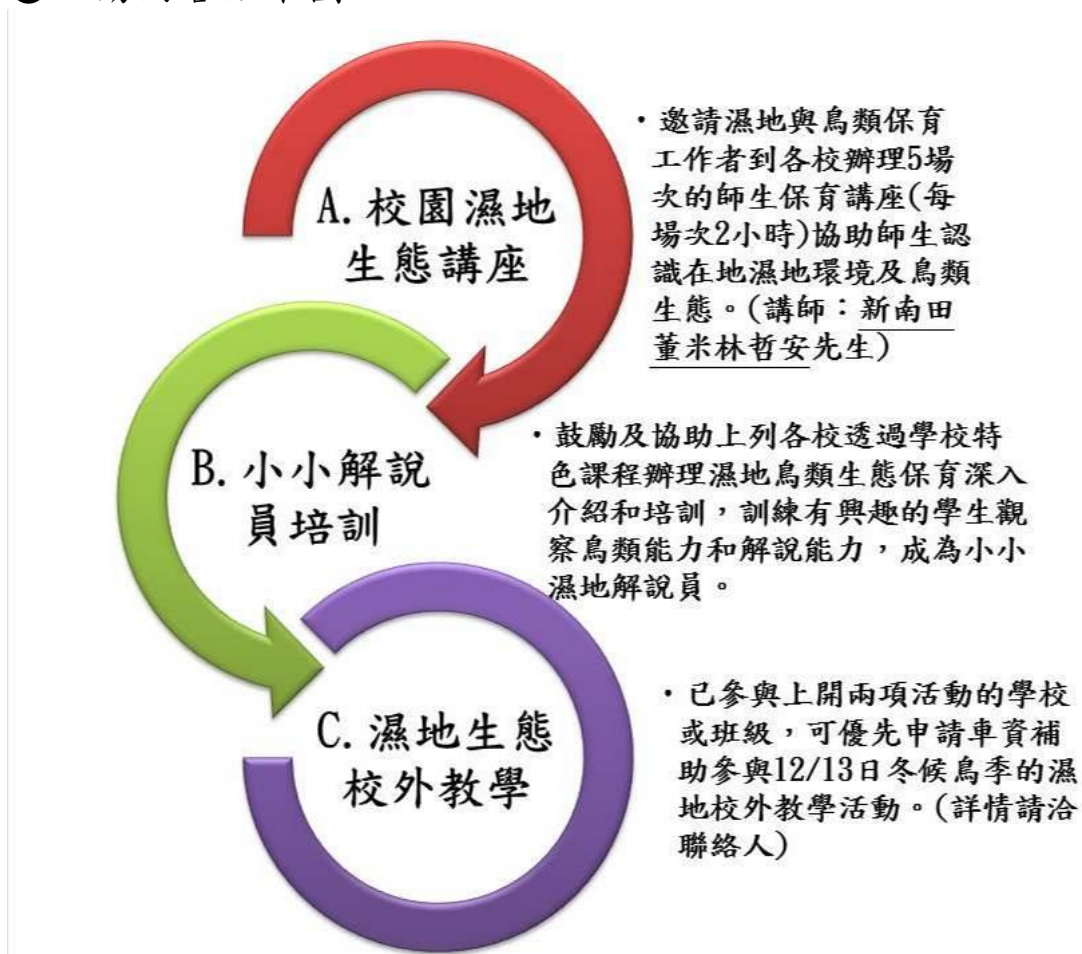 A. 校園濕地
生態講座
・邀請濕地與鳥類保育
工作者到各校辦理5場
次的師生保育講座(每
場次2小時)協助師生認
識在地濕地環境及鳥類
生態。(講師：新南田
董米林哲安先生)
B. 小小解說
員培訓
・鼓勵及協助上列各校透過學校特
色課程辦理濕地鳥類生態保育深入
介紹和培訓，訓練有興趣的學生觀
察鳥類能力和解說能力，成為小小
濕地解說員。
C. 濕地生態
校外教學
・已參與上開兩項活動的學校
或班級，可優先申請車資補
助參與12/13日冬候鳥季的濕
地校外教學活動。(詳情請洽
聯絡人)